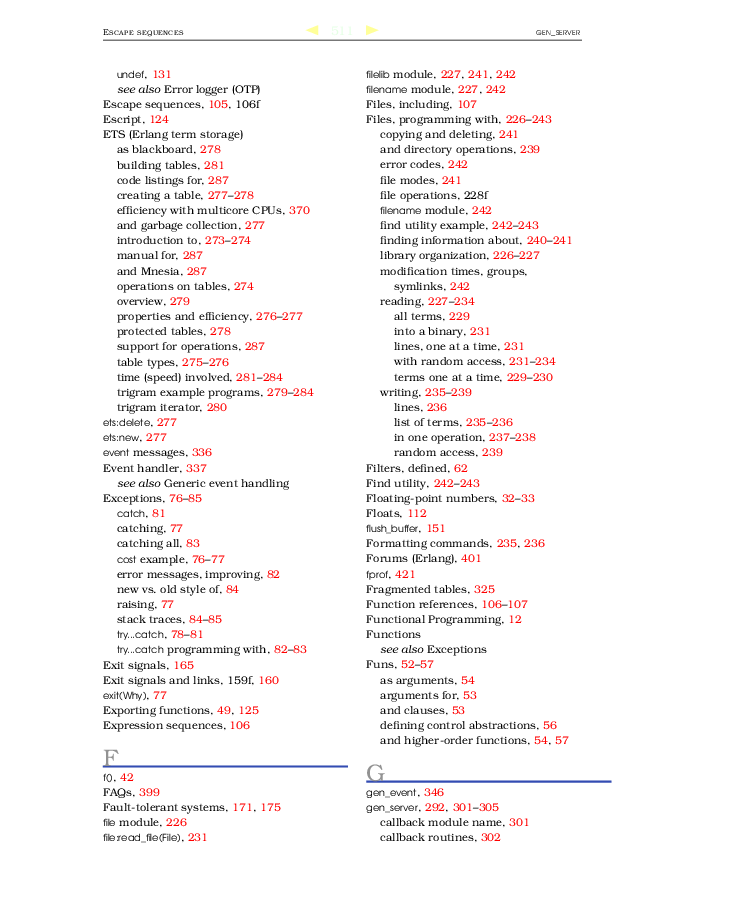 ESCAPE SEQUENCES
GEN_SERVER
undef, 131
see also Error logger (OTP)
Escape sequences, 105, 106f
Escript, 124
ETS (Erlang term storage)
as blackboard, 278
building tables, 281
code listings for, 287
creating a table, 277–278
efficiency with multicore CPUs, 370
and garbage collection, 277
introduction to, 273–274
manual for, 287
and Mnesia, 287
operations on tables, 274
overview, 279
properties and efficiency, 276–277
protected tables, 278
support for operations, 287
table types, 275–276
time (speed) involved, 281–284
trigram example programs, 279–284
trigram iterator, 280
ets:delete, 277
ets:new, 277
event messages, 336
Event handler, 337
see also Generic event handling
Exceptions, 76–85
catch, 81
catching, 77
catching all, 83
cost example, 76–77
error messages, improving, 82
new vs. old style of, 84
raising, 77
stack traces, 84–85
try...catch, 78–81
try...catch programming with, 82–83
Exit signals, 165
Exit signals and links, 159f, 160
exit(Why), 77
Exporting functions, 49, 125
Expression sequences, 106
F
f(), 42
FAQs, 399
Fault-tolerant systems, 171, 175
file module, 226
file:read_file(File), 231
filelib module, 227, 241, 242
filename module, 227, 242
Files, including, 107
Files, programming with, 226–243
copying and deleting, 241
and directory operations, 239
error codes, 242
file modes, 241
file operations, 228f
filename module, 242
find utility example, 242–243
finding information about, 240–241
library organization, 226–227
modification times, groups,
symlinks, 242
reading, 227–234
all terms, 229
into a binary, 231
lines, one at a time, 231
with random access, 231–234
terms one at a time, 229–230
writing, 235–239
lines, 236
list of terms, 235–236
in one operation, 237–238
random access, 239
Filters, defined, 62
Find utility, 242–243
Floating-point numbers, 32–33
Floats, 112
flush_buffer, 151
Formatting commands, 235, 236
Forums (Erlang), 401
fprof, 421
Fragmented tables, 325
Function references, 106–107
Functional Programming, 12
Functions
see also Exceptions
Funs, 52–57
as arguments, 54
arguments for, 53
and clauses, 53
defining control abstractions, 56
and higher-order functions, 54, 57
G
gen_event, 346
gen_server, 292, 301–305
callback module name, 301
callback routines, 302